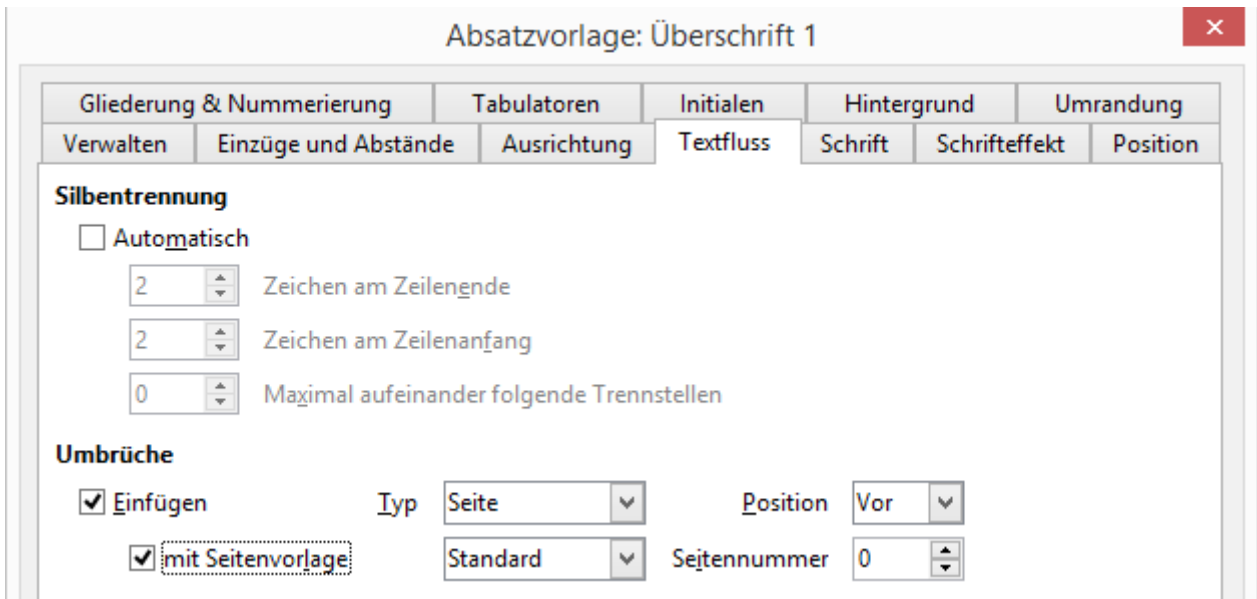 Absatzvorlage: Überschrift 1
Gliederung & Nummerierung Tabulatoren Initialen Hintergrund Umrandung
Verwalten Einzüge und Abstände Ausrichtung Textfluss Schrift Schrifteffekt Position
Silbentrennung
Automatisch
2 Zeichen am Zeilenende
2 Zeichen am Zeilenanfang
0 Maximal aufeinander folgende Trennstellen
Umbrüche
Einfügen Typ Seite Position Vor
mit Seitenvorlage Standard Seitennummer 0